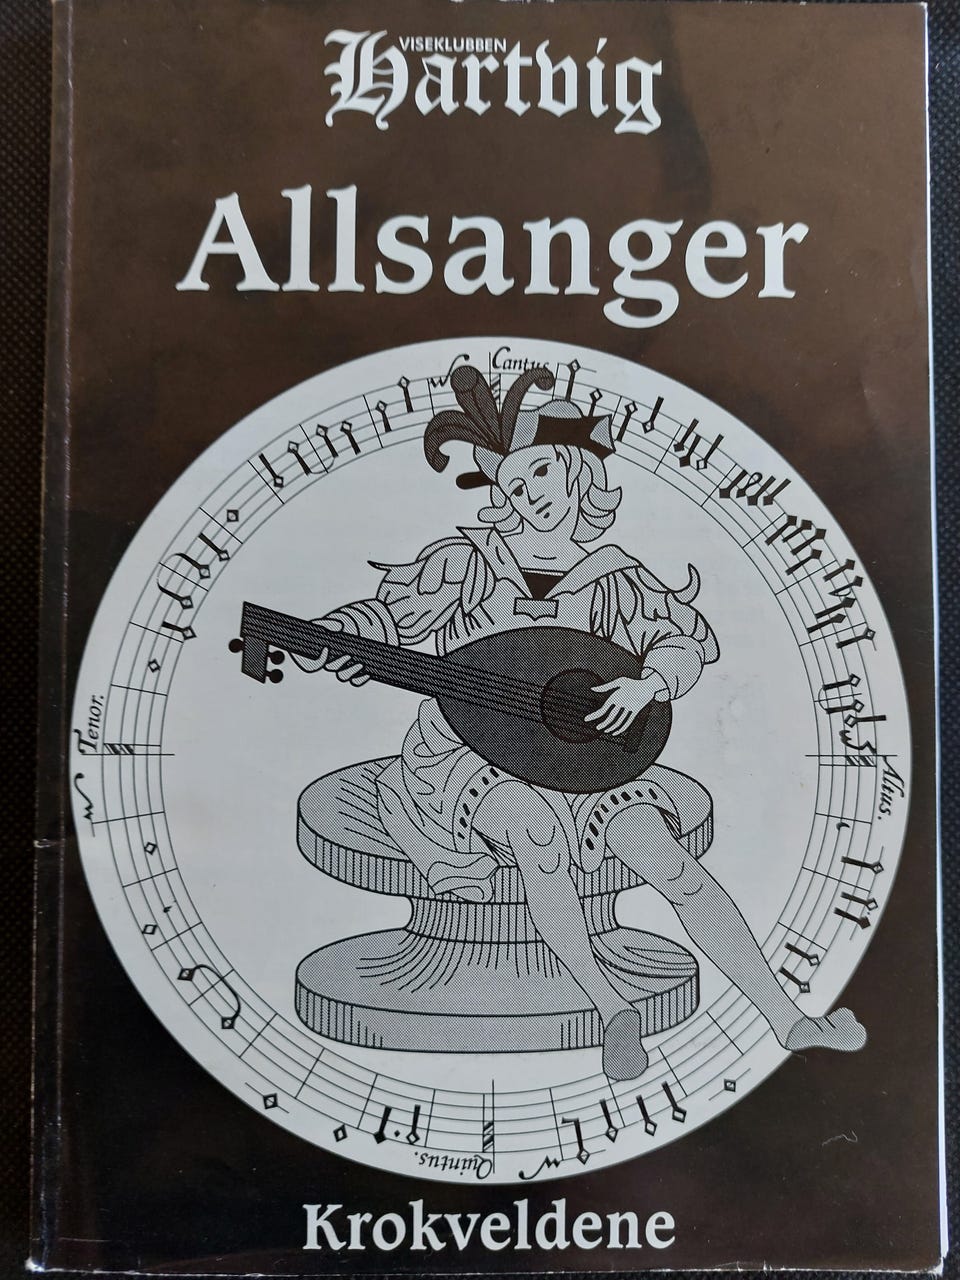 VISEKLUBBEN
Hartvig
Allsanger
Cantus
Tenor.
Altus.
Quintus.
Krokveldene